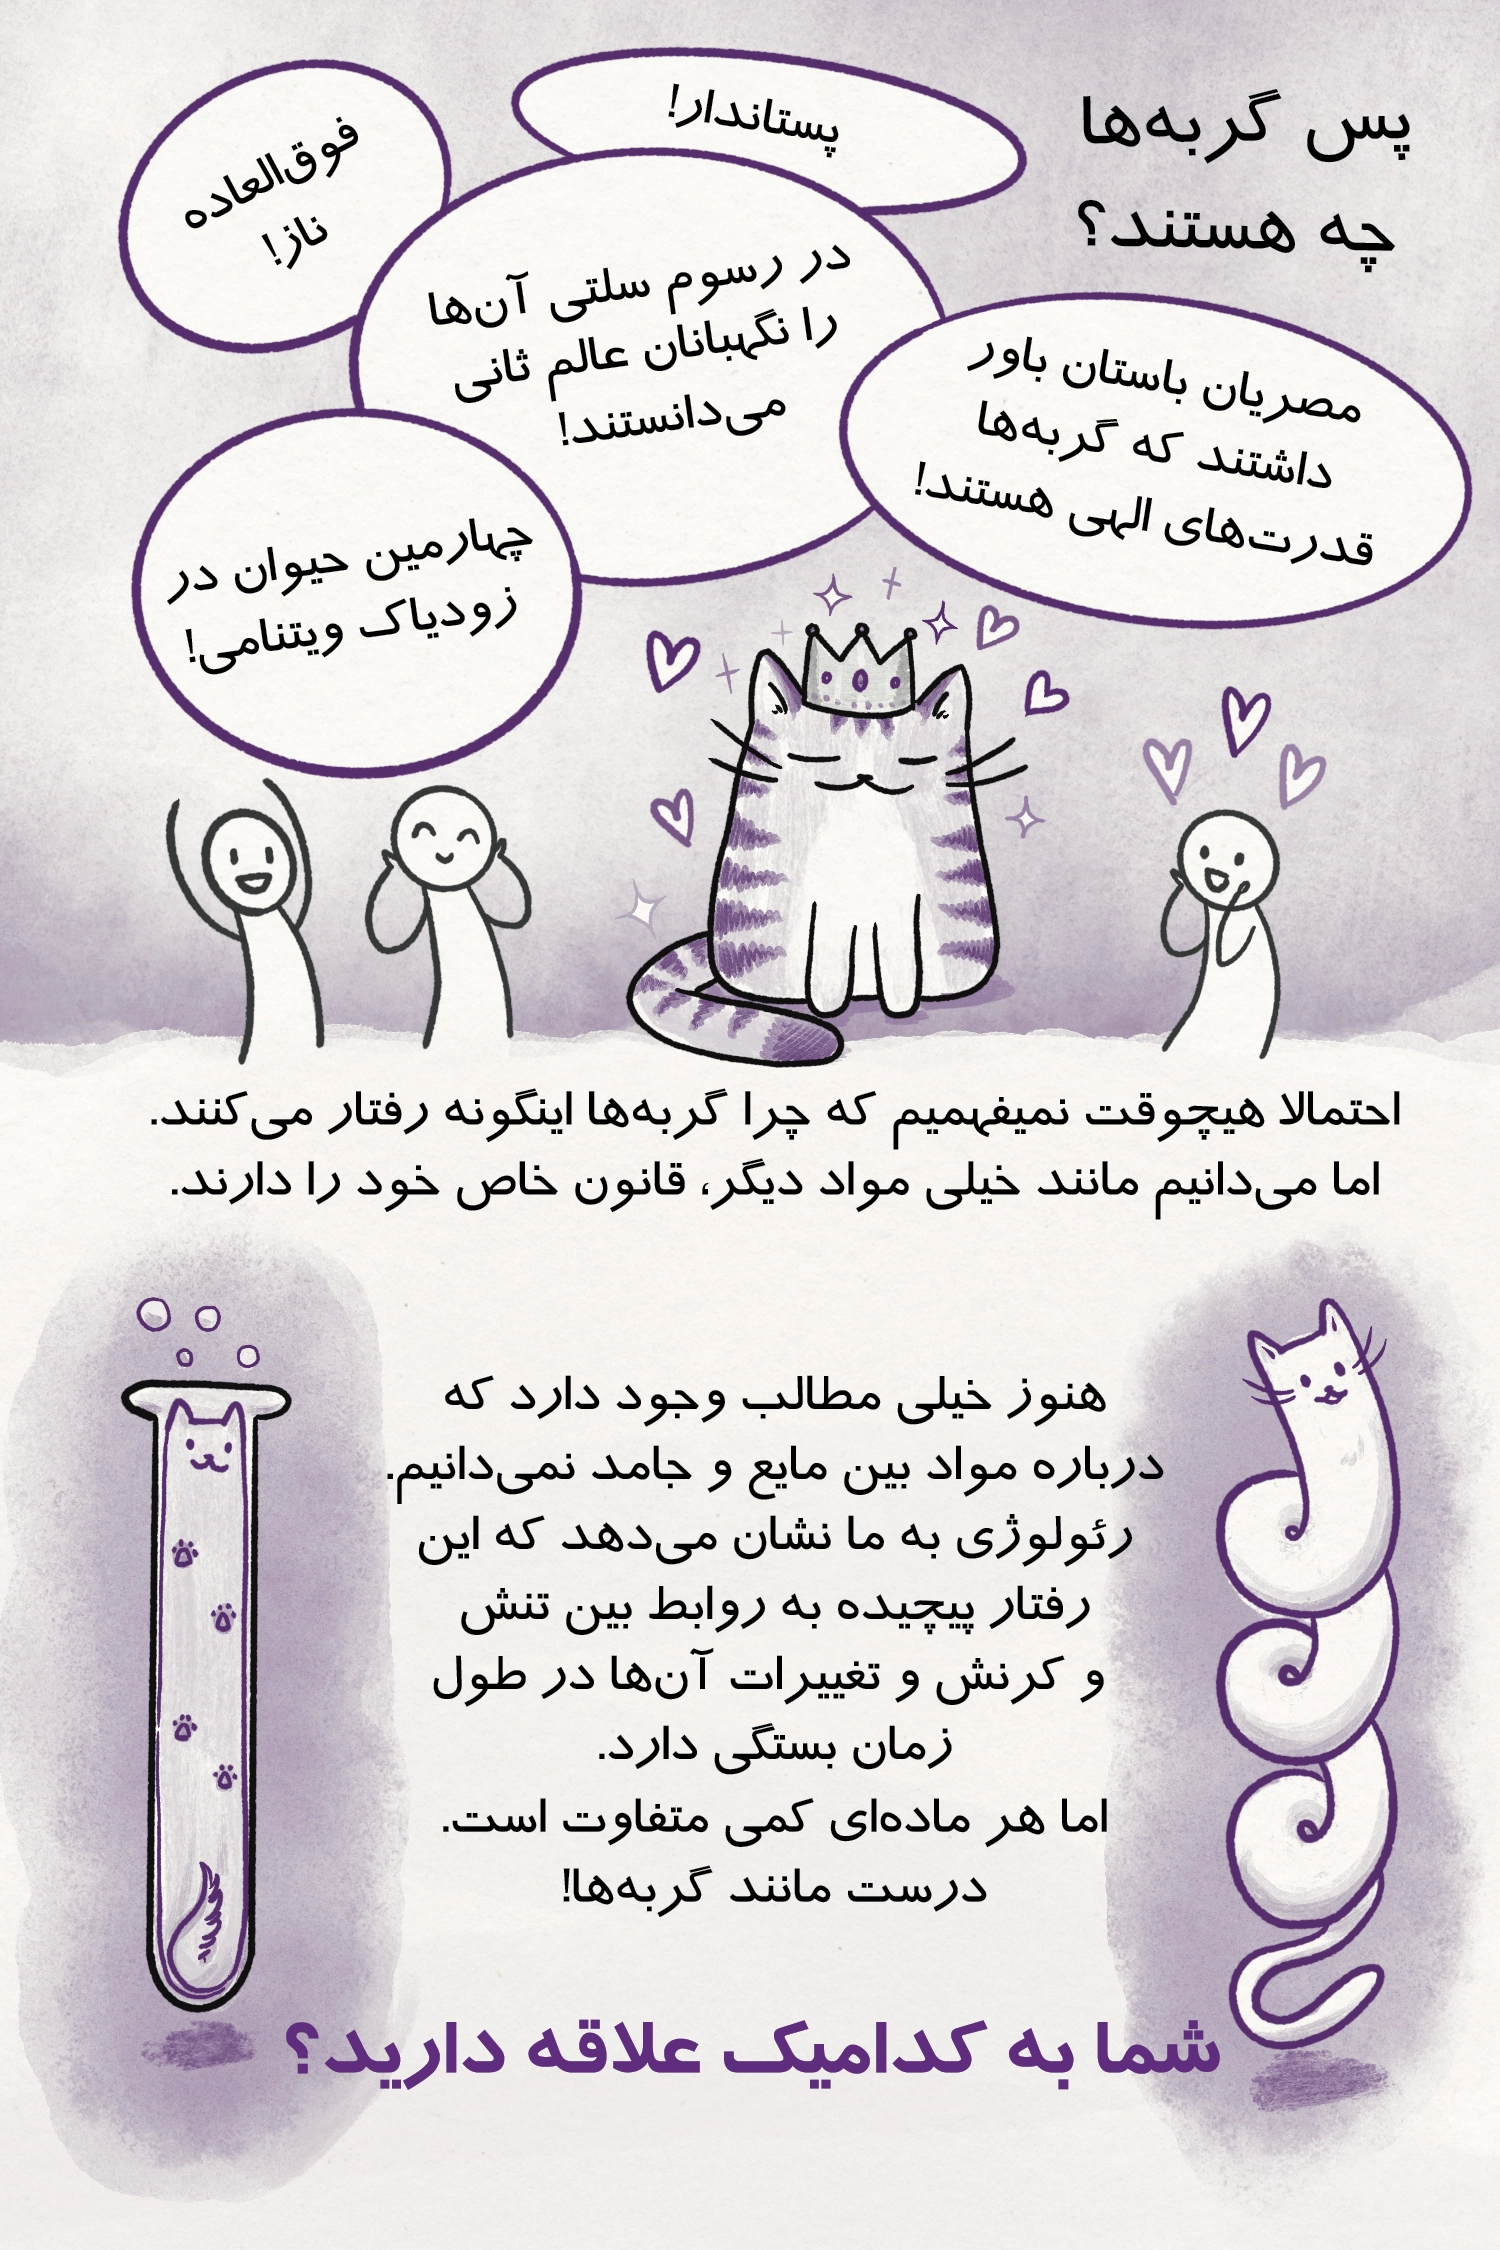 پس گربه‌ها
چه هستند؟
پستاندار!
فوق‌العاده
ناز!
در رسوم سلتی آن‌ها
را نگهبانان عالم ثانی
می‌دانستند!
مصریان باستان باور
داشتند که گربه‌ها
قدرت‌های الهی هستند!
چهارمین حیوان در
زودیاک ویتنامی!
احتمالا هیچوقت نمیفهمیم که چرا گربه‌ها اینگونه رفتار می‌کنند.
اما می‌دانیم مانند خیلی مواد دیگر، قانون خاص خود را دارند.
هنوز خیلی مطالب وجود دارد که
درباره مواد بین مایع و جامد نمی‌دانیم.
رئولوژی به ما نشان می‌دهد که این
رفتار پیچیده به روابط بین تنش
و کرنش و تغییرات آن‌ها در طول
زمان بستگی دارد.
اما هر ماده‌ای کمی متفاوت است.
درست مانند گربه‌ها!
شما به کدامیک علاقه دارید؟